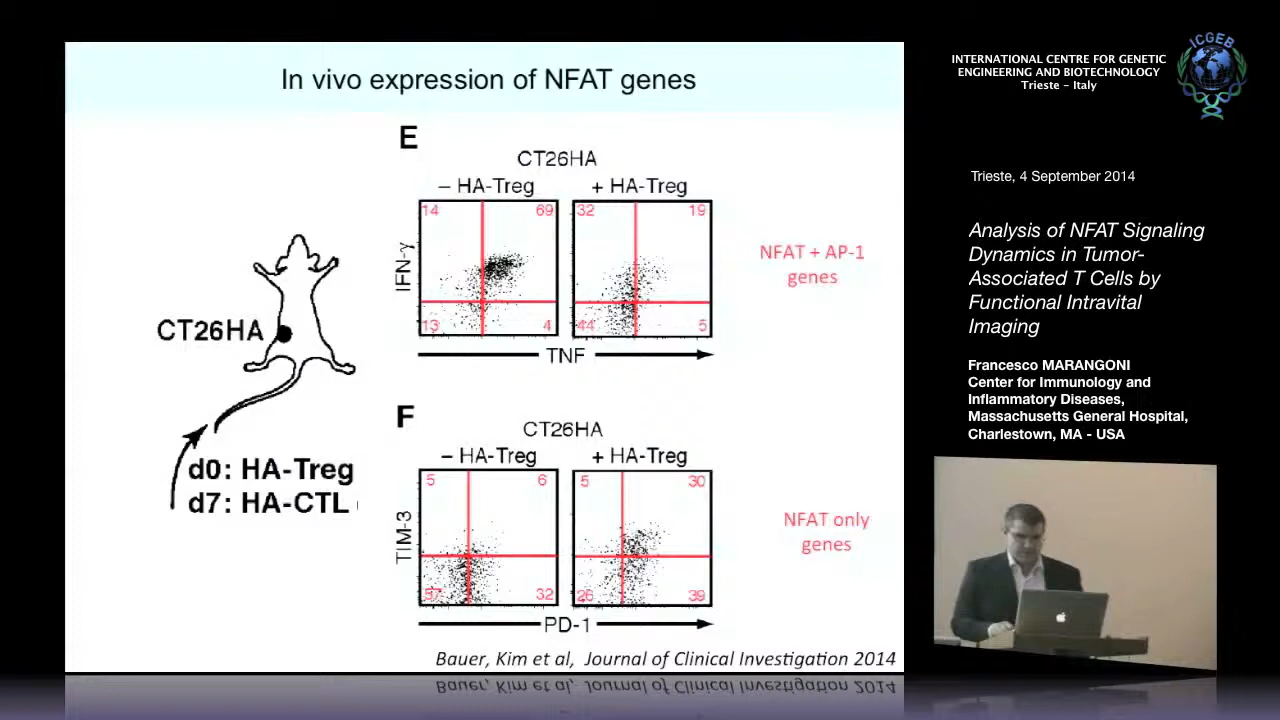 In vivo expression of NFAT genes
E
CT26HA
– HA-Treg
+ HA-Treg
14
69
13
4
32
19
44
5
IFN-γ
TNF
NFAT + AP-1
genes
CT26HA
d0: HA-Treg
d7: HA-CTL
F
CT26HA
– HA-Treg
+ HA-Treg
5
6
57
32
5
30
26
39
TIM-3
PD-1
NFAT only
genes
Bauer, Kim et al, Journal of Clinical Investigation 2014
INTERNATIONAL CENTRE FOR GENETIC
ENGINEERING AND BIOTECHNOLOGY
Trieste – Italy
ICGEB
Trieste, 4 September 2014
Analysis of NFAT Signaling
Dynamics in Tumor-
Associated T Cells by
Functional Intravital
Imaging
Francesco MARANGONI
Center for Immunology and
Inflammatory Diseases,
Massachusetts General Hospital,
Charlestown, MA - USA